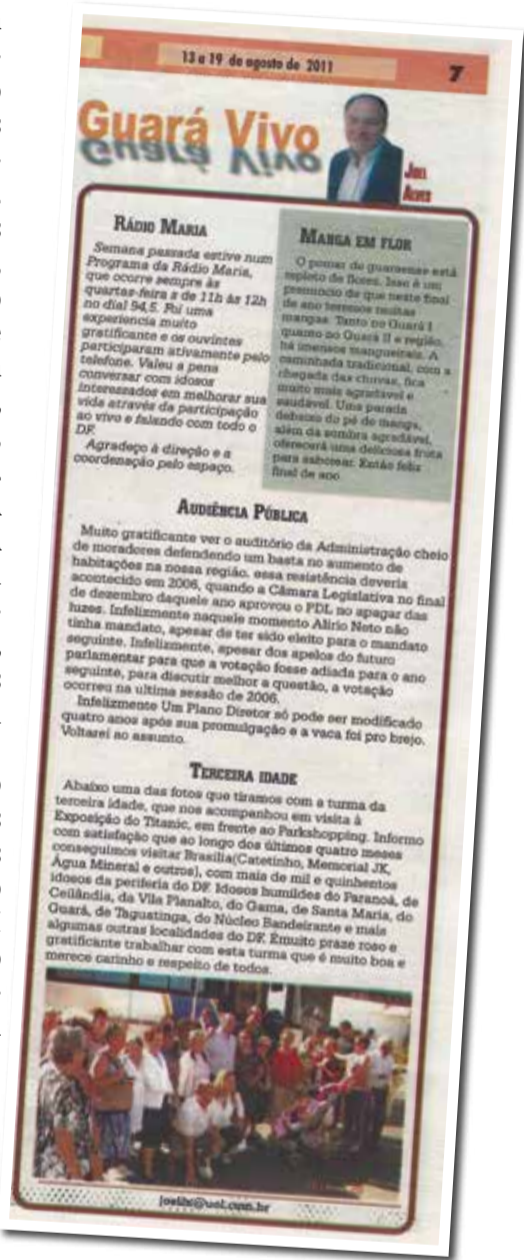 13 a 19 de agosto de 2011
7
Guará Vivo
JOEL
ALVES
RÁDIO MARIA
Semana passada estive num
Programa da Rádio Maria,
que ocorre sempre às
quartas-feira s de 11h às 12h
no dial 94,5. Foi uma
experiencia muito
gratificante e os ouvintes
participaram ativamente pelo
telefone. Valeu a pena
conversar com idosos
interessados em melhorar sua
vida através da participação
ao vivo e falando com todo o
DF.
Agradeço à direção e a
coordenação pelo espaço.
MANGA EM FLOR
O pomar de guaraense está
repleto de flores. Isso é um
prenúncio de que neste final
de ano teremos muitas
mangas. Tanto no Guará I
quanto no Guará II e região,
há imensos mangueirais. A
caminhada tradicional, com a
chegada das chuvas, fica
muito mais agradavel e
saudável. Uma parada
debaixo do pé de manga,
além da sombra agradável,
oferecerá uma deliciosa fruta
para saborear. Então feliz
final de ano
AUDIÊNCIA PÚBLICA
Muito gratificante ver o auditório da Administração cheio
de moradores defendendo um basta no aumento de
habitações na nossa região. essa resistência deveria
acontecido em 2006, quando a Câmara Legislativa no final
de dezembro daquele ano aprovou o PDL no apagar das
luzes. Infelizmente naquele momento Alirio Neto não
tinha mandato, apesar de ter sido eleito para o mandato
seguinte. Infelizmente, apesar dos apelos do futuro
parlamentar para que a votação fosse adiada para o ano
seguinte, para discutir melhor a questão, a votação
ocorreu na ultima sessão de 2006.
Infelizmente Um Plano Diretor só pode ser modificado
quatro anos após sua promulgação e a vaca foi pro brejo.
Voltarei ao assunto.
TERCEIRA IDADE
Abaixo uma das fotos que tiramos com a turma da
terceira idade, que nos acompanhou em visita à
Exposição do Titanic, em frente ao Parkshopping. Informo
com satisfação que ao longo dos últimos quatro meses
conseguimos visitar Brasília(Catetinho, Memorial JK,
Água Mineral e outros), com mais de mil e quinhentos
idosos da periferia do DF. Idosos humildes do Paranoá, de
Ceilândia, da Vila Planalto, do Gama, de Santa Maria, do
Guará, de Taguatinga, do Núcleo Bandeirante e mais
algumas outras localidades do DF. Émuito praze roso e
gratificante trabalhar com esta turma que é muito boa e
merece carinho e respeito de todos.